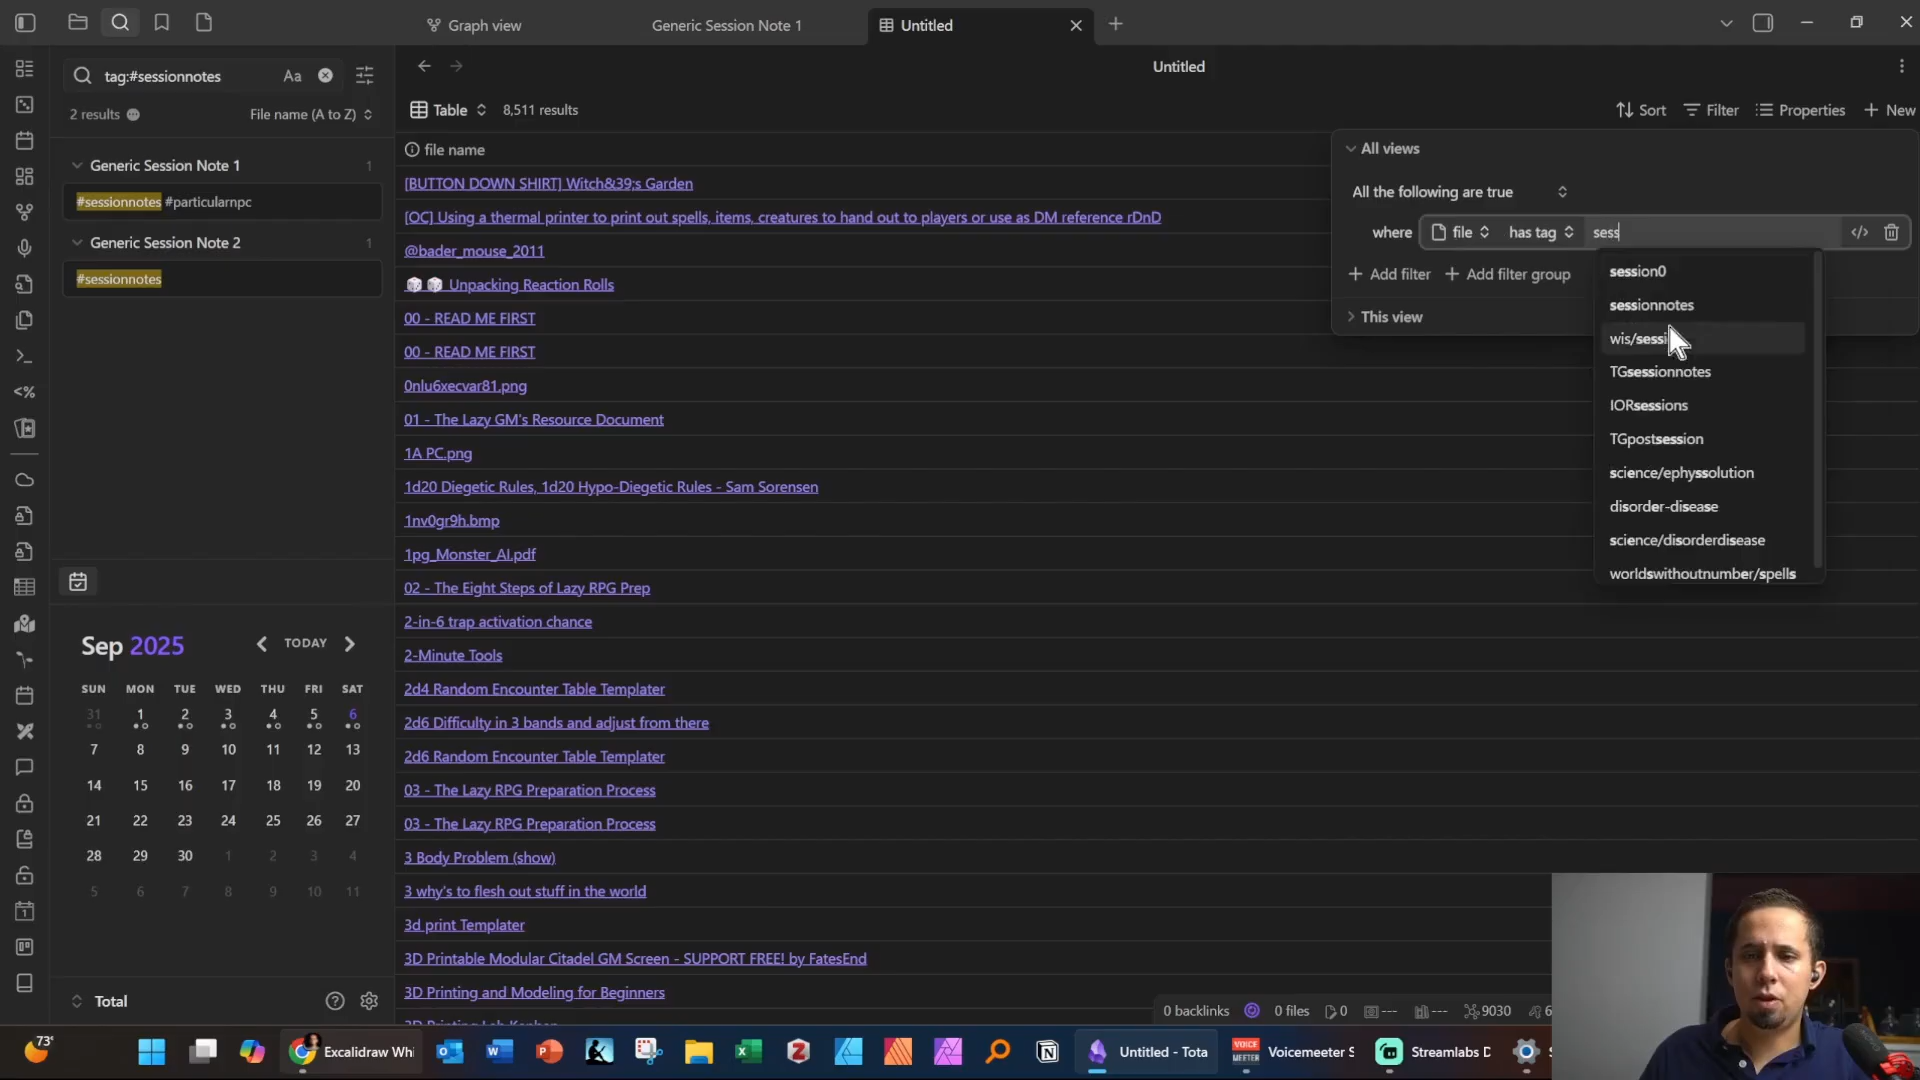 Graph view
Generic Session Note 1
Untitled
tag:#sessionnotes
Aa
2 results
File name (A to Z)
Generic Session Note 1
1
#sessionnotes #particularnpc
Generic Session Note 2
1
#sessionnotes
Untitled
Table
8,511 results
Sort
Filter
Properties
New
file name
[BUTTON DOWN SHIRT] Witch&39;s Garden
[OC] Using a thermal printer to print out spells, items, creatures to hand out to players or use as DM reference rDnD
@bader_mouse_2011
Unpacking Reaction Rolls
00 - READ ME FIRST
00 - READ ME FIRST
0nlu6xecvar81.png
01 - The Lazy GM's Resource Document
1A PC.png
1d20 Diegetic Rules, 1d20 Hypo-Diegetic Rules - Sam Sorensen
1nv0gr9h.bmp
1pg_Monster_AI.pdf
02 - The Eight Steps of Lazy RPG Prep
2-in-6 trap activation chance
2-Minute Tools
2d4 Random Encounter Table Templater
2d6 Difficulty in 3 bands and adjust from there
2d6 Random Encounter Table Templater
03 - The Lazy RPG Preparation Process
03 - The Lazy RPG Preparation Process
3 Body Problem (show)
3 why's to flesh out stuff in the world
3d print Templater
3D Printable Modular Citadel GM Screen - SUPPORT FREE! by FatesEnd
3D Printing and Modeling for Beginners
All views
All the following are true
where file has tag sess
Add filter
Add filter group
This view
session0
sessionnotes
wis/sessi
TGsessionnotes
IORsessions
TGpostsession
science/ephyssolution
disorder-disease
science/disorderdisease
worldswithoutnumber/spells
Sep 2025
TODAY
SUN MON TUE WED THU FRI SAT
31 1 2 3 4 5 6
7 8 9 10 11 12 13
14 15 16 17 18 19 20
21 22 23 24 25 26 27
28 29 30 1 2 3 4
5 6 7 8 9 10 11
Total
0 backlinks
0 files
0
---
---
9030
6
73°
Excalidraw Whi
Untitled - Tota
VOICE MEETER
Voicemeeter S
Streamlabs D
S